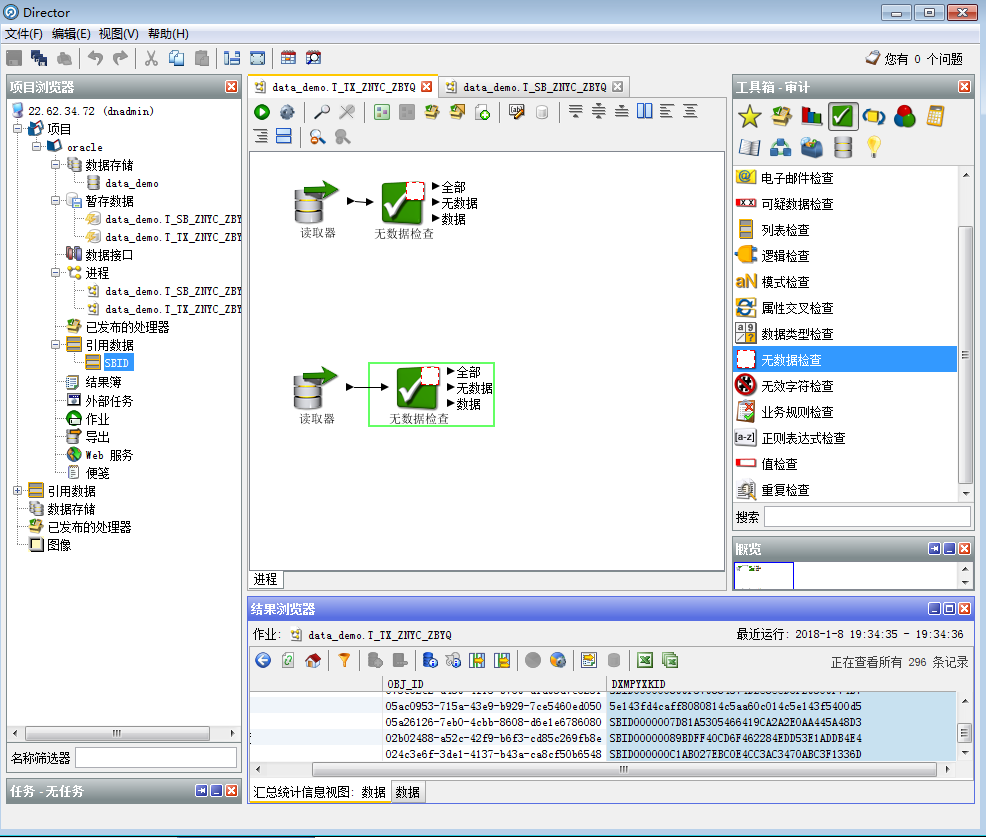 Director
文件(F) 编辑(E) 视图(V) 帮助(H)
您有 0 个问题
项目浏览器
22.62.34.72 (dnadmin)
项目
oracle
数据存储
data_demo
暂存数据
data_demo.T_SB_ZNYC_ZBY
data_demo.T_TX_ZNYC_ZBY
数据接口
进程
data_demo.T_SB_ZNYC_ZBY
data_demo.T_TX_ZNYC_ZBY
已发布的处理器
引用数据
SBID
结果簿
外部任务
作业
导出
Web 服务
便笺
引用数据
数据存储
已发布的处理器
图像
名称筛选器
任务 - 无任务
data_demo.T_TX_ZNYC_ZBYQ
data_demo.T_SB_ZNYC_ZBYQ
读取器
无数据检查
全部
无数据
数据
读取器
无数据检查
全部
无数据
数据
进程
工具箱 - 审计
电子邮件检查
可疑数据检查
列表检查
逻辑检查
模式检查
属性交叉检查
数据类型检查
无数据检查
无效字符检查
业务规则检查
正则表达式检查
值检查
重复检查
搜索
概览
结果浏览器
作业: data_demo.T_TX_ZNYC_ZBYQ
最近运行: 2018-1-8 19:34:35 - 19:34:36
正在查看所有 296 条记录
OBJ_ID DXMPYXKID
05ac0953-715a-43e9-b929-7ce5460ed050 5e143fd4caff8080814c5aa60c014c5e143f5400d5
05a26126-7eb0-4cbb-8608-d6e1e6786080 SBID0000007D81A5305466419CA2A2E0AA445A48D3
02b02488-a52c-42f9-b6f3-cd85c269fb8e SBID0000089BDFF40CD6F462284EDD53E1ADDB4E4
024c3e6f-3de1-4137-b43a-ca8cf50b6548 SBID000000C1AB027EBC0E4CC3AC3470ABC3F1336D
汇总统计信息视图: 数据 数据